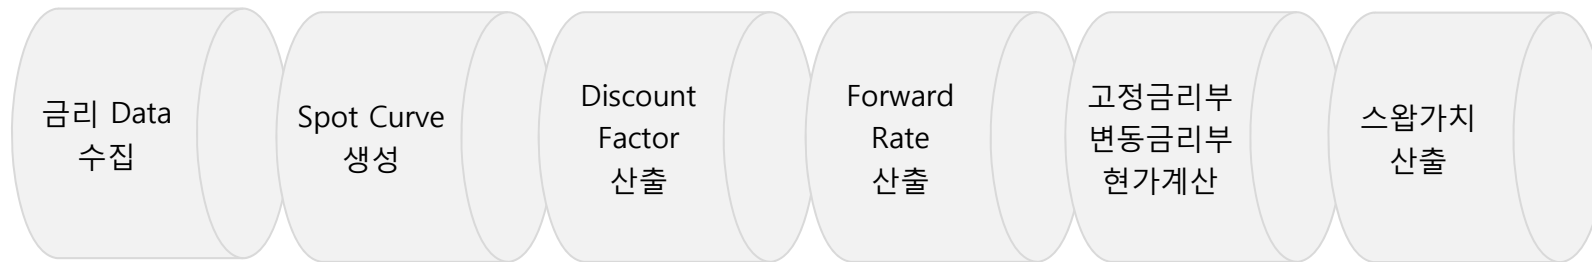 금리 Data
수집
Spot Curve
생성
Discount
Factor
산출
Forward
Rate
산출
고정금리부
변동금리부
현가계산
스왑가치
산출